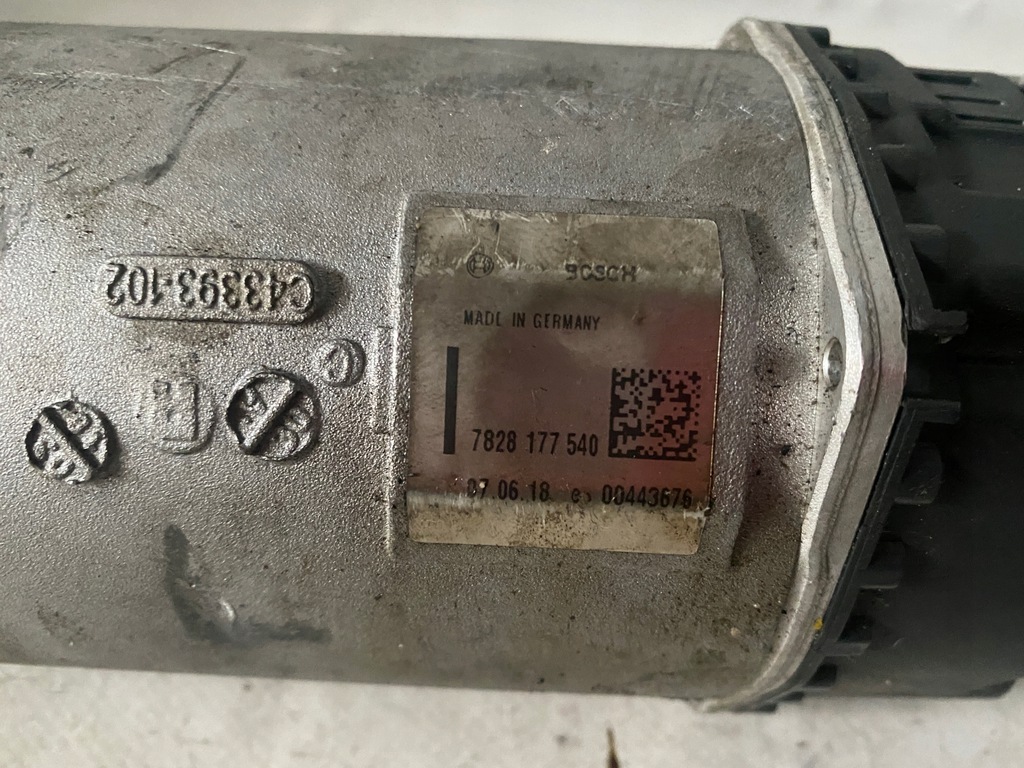 BOSCH
MADE IN GERMANY
7828 177 540
07.06.18 00443676
C43393-102